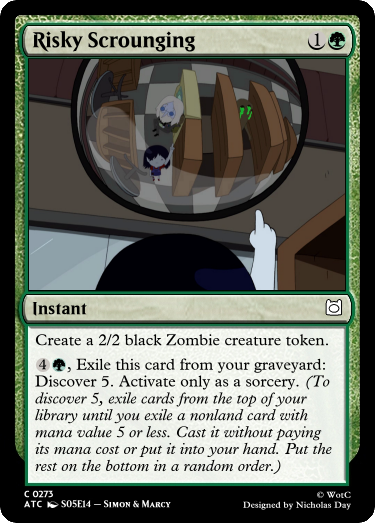 Risky Scrounging 1
Instant
Create a 2/2 black Zombie creature token.
4 , Exile this card from your graveyard:
Discover 5. Activate only as a sorcery. (To
discover 5, exile cards from the top of your
library until you exile a nonland card with
mana value 5 or less. Cast it without paying
its mana cost or put it into your hand. Put the
rest on the bottom in a random order.)
C 0273 © WotC
ATC S05E14 – Simon & Marcy Designed by Nicholas Day